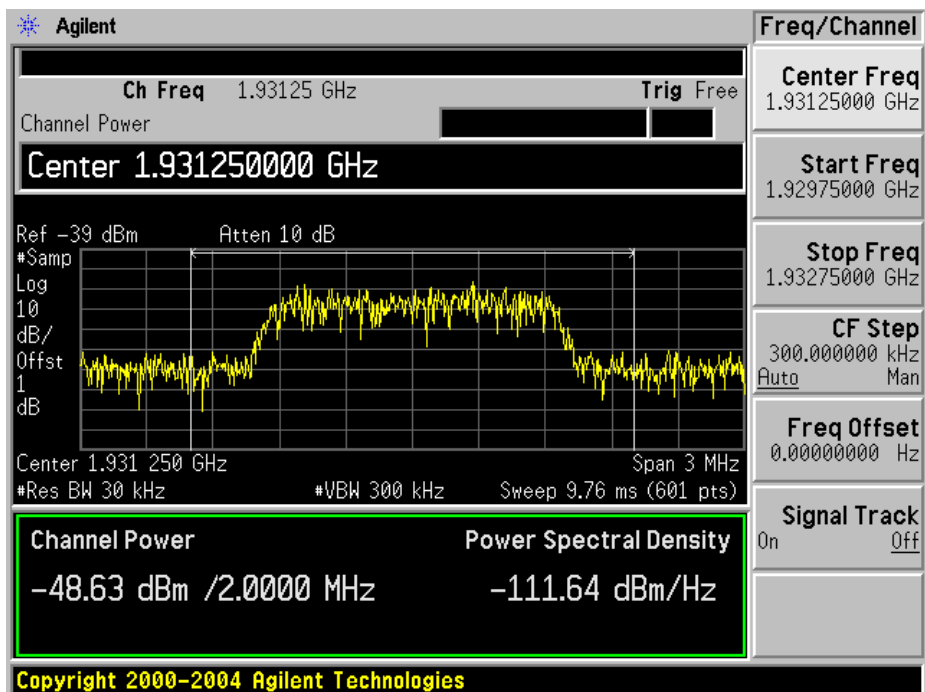 Agilent
Freq/Channel
Ch Freq 1.93125 GHz Trig Free
Channel Power
Center 1.931250000 GHz
Ref -39 dBm Atten 10 dB
#Samp
Log
10
dB/
Offst
1
dB
Center 1.931 250 GHz Span 3 MHz
#Res BW 30 kHz #VBW 300 kHz Sweep 9.76 ms (601 pts)
Channel Power Power Spectral Density
-48.63 dBm /2.0000 MHz -111.64 dBm/Hz
Center Freq
1.93125000 GHz
Start Freq
1.92975000 GHz
Stop Freq
1.93275000 GHz
CF Step
300.000000 kHz
Auto Man
Freq Offset
0.00000000 Hz
Signal Track
On Off
Copyright 2000-2004 Agilent Technologies